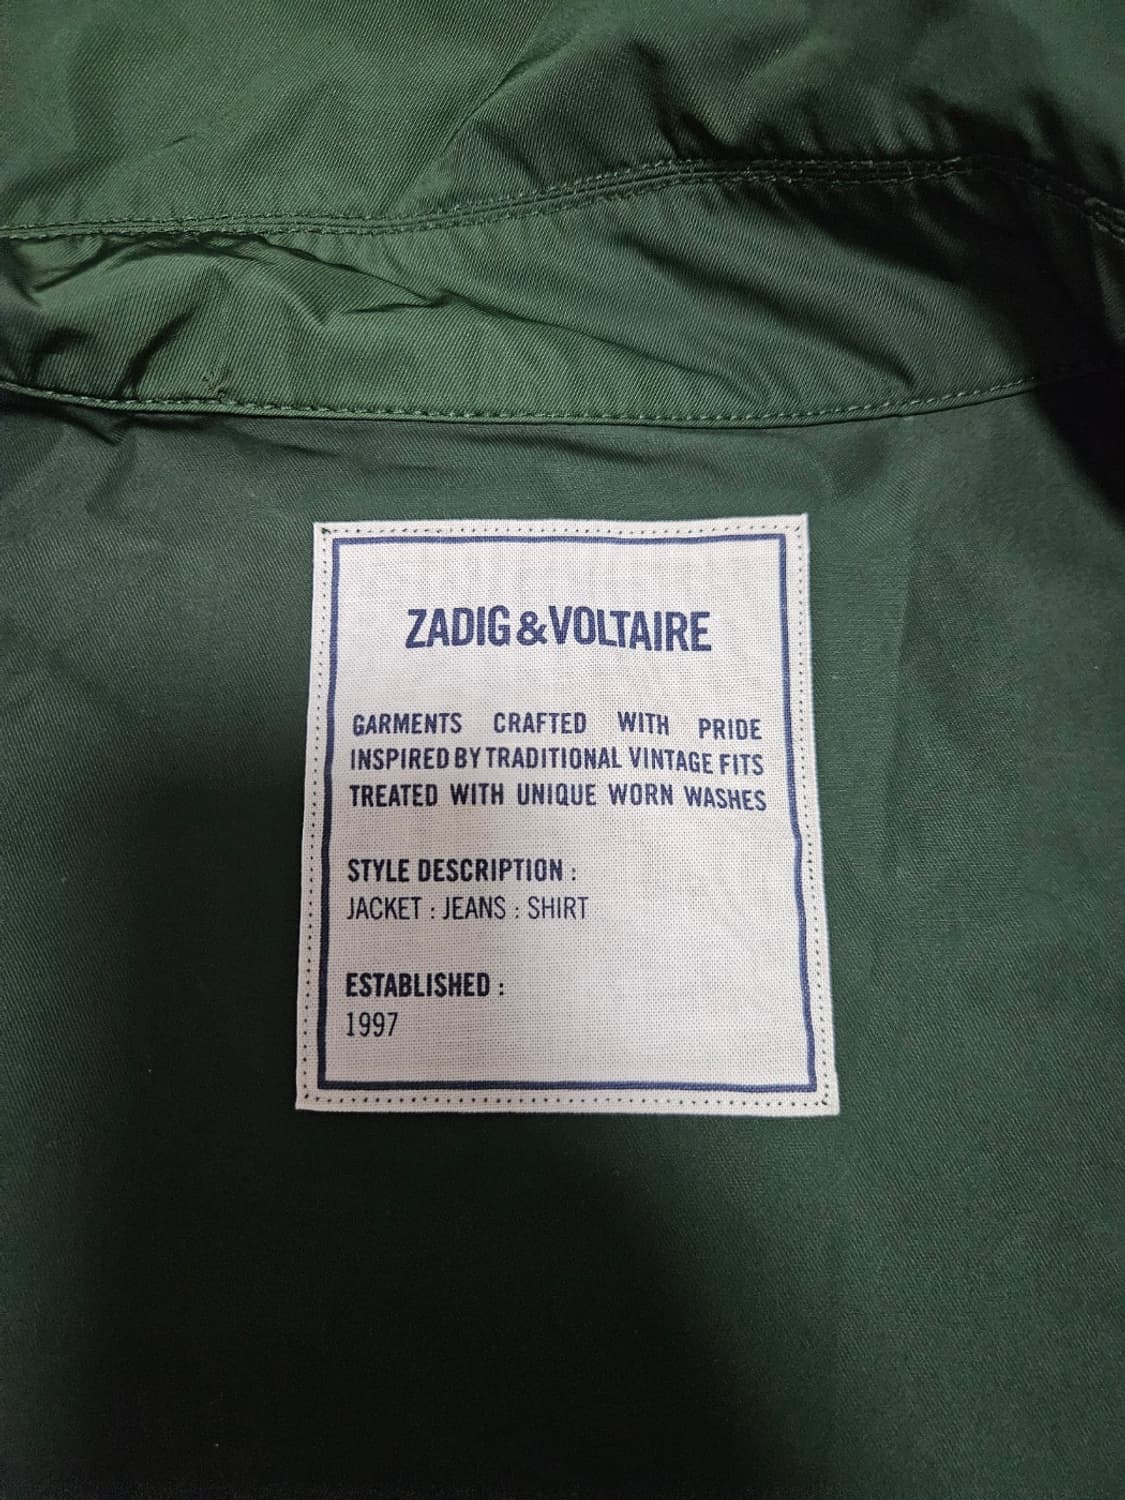 ZADIG&VOLTAIRE
GARMENTS CRAFTED WITH PRIDE
INSPIRED BY TRADITIONAL VINTAGE FITS
TREATED WITH UNIQUE WORN WASHES
STYLE DESCRIPTION :
JACKET : JEANS : SHIRT
ESTABLISHED :
1997